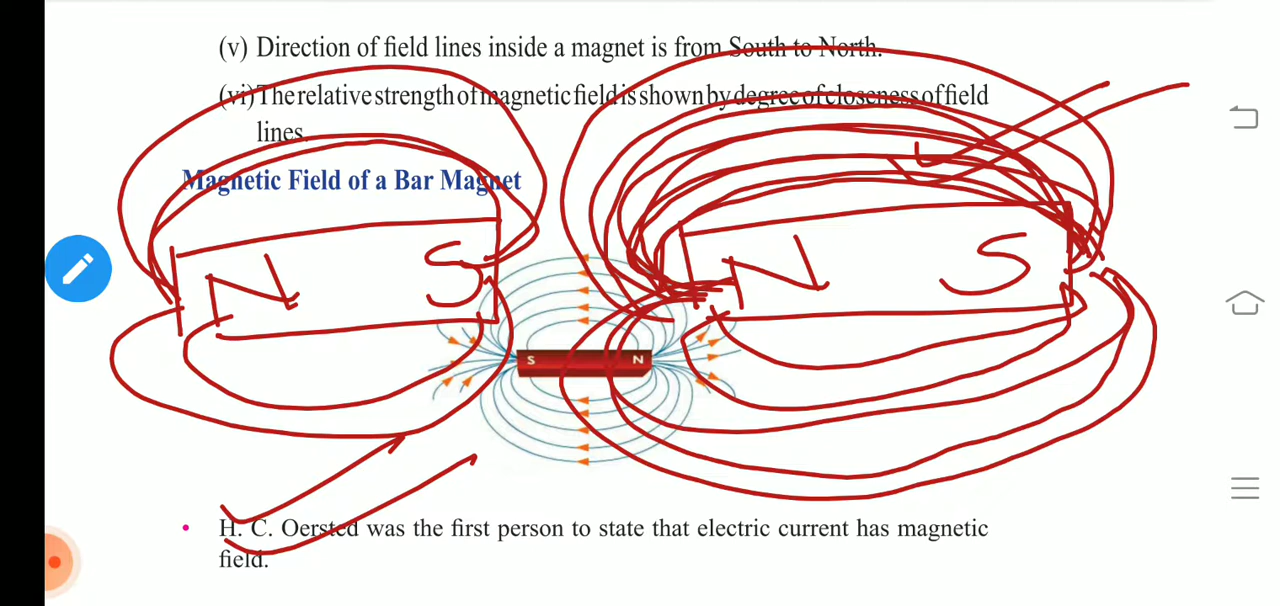 (v) Direction of field lines inside a magnet is from South to North.
(vi) The relative strength of magnetic field is shown by degree of closeness of field
lines.
Magnetic Field of a Bar Magnet
N S
N S
S N
• H. C. Oersted was the first person to state that electric current has magnetic
field.